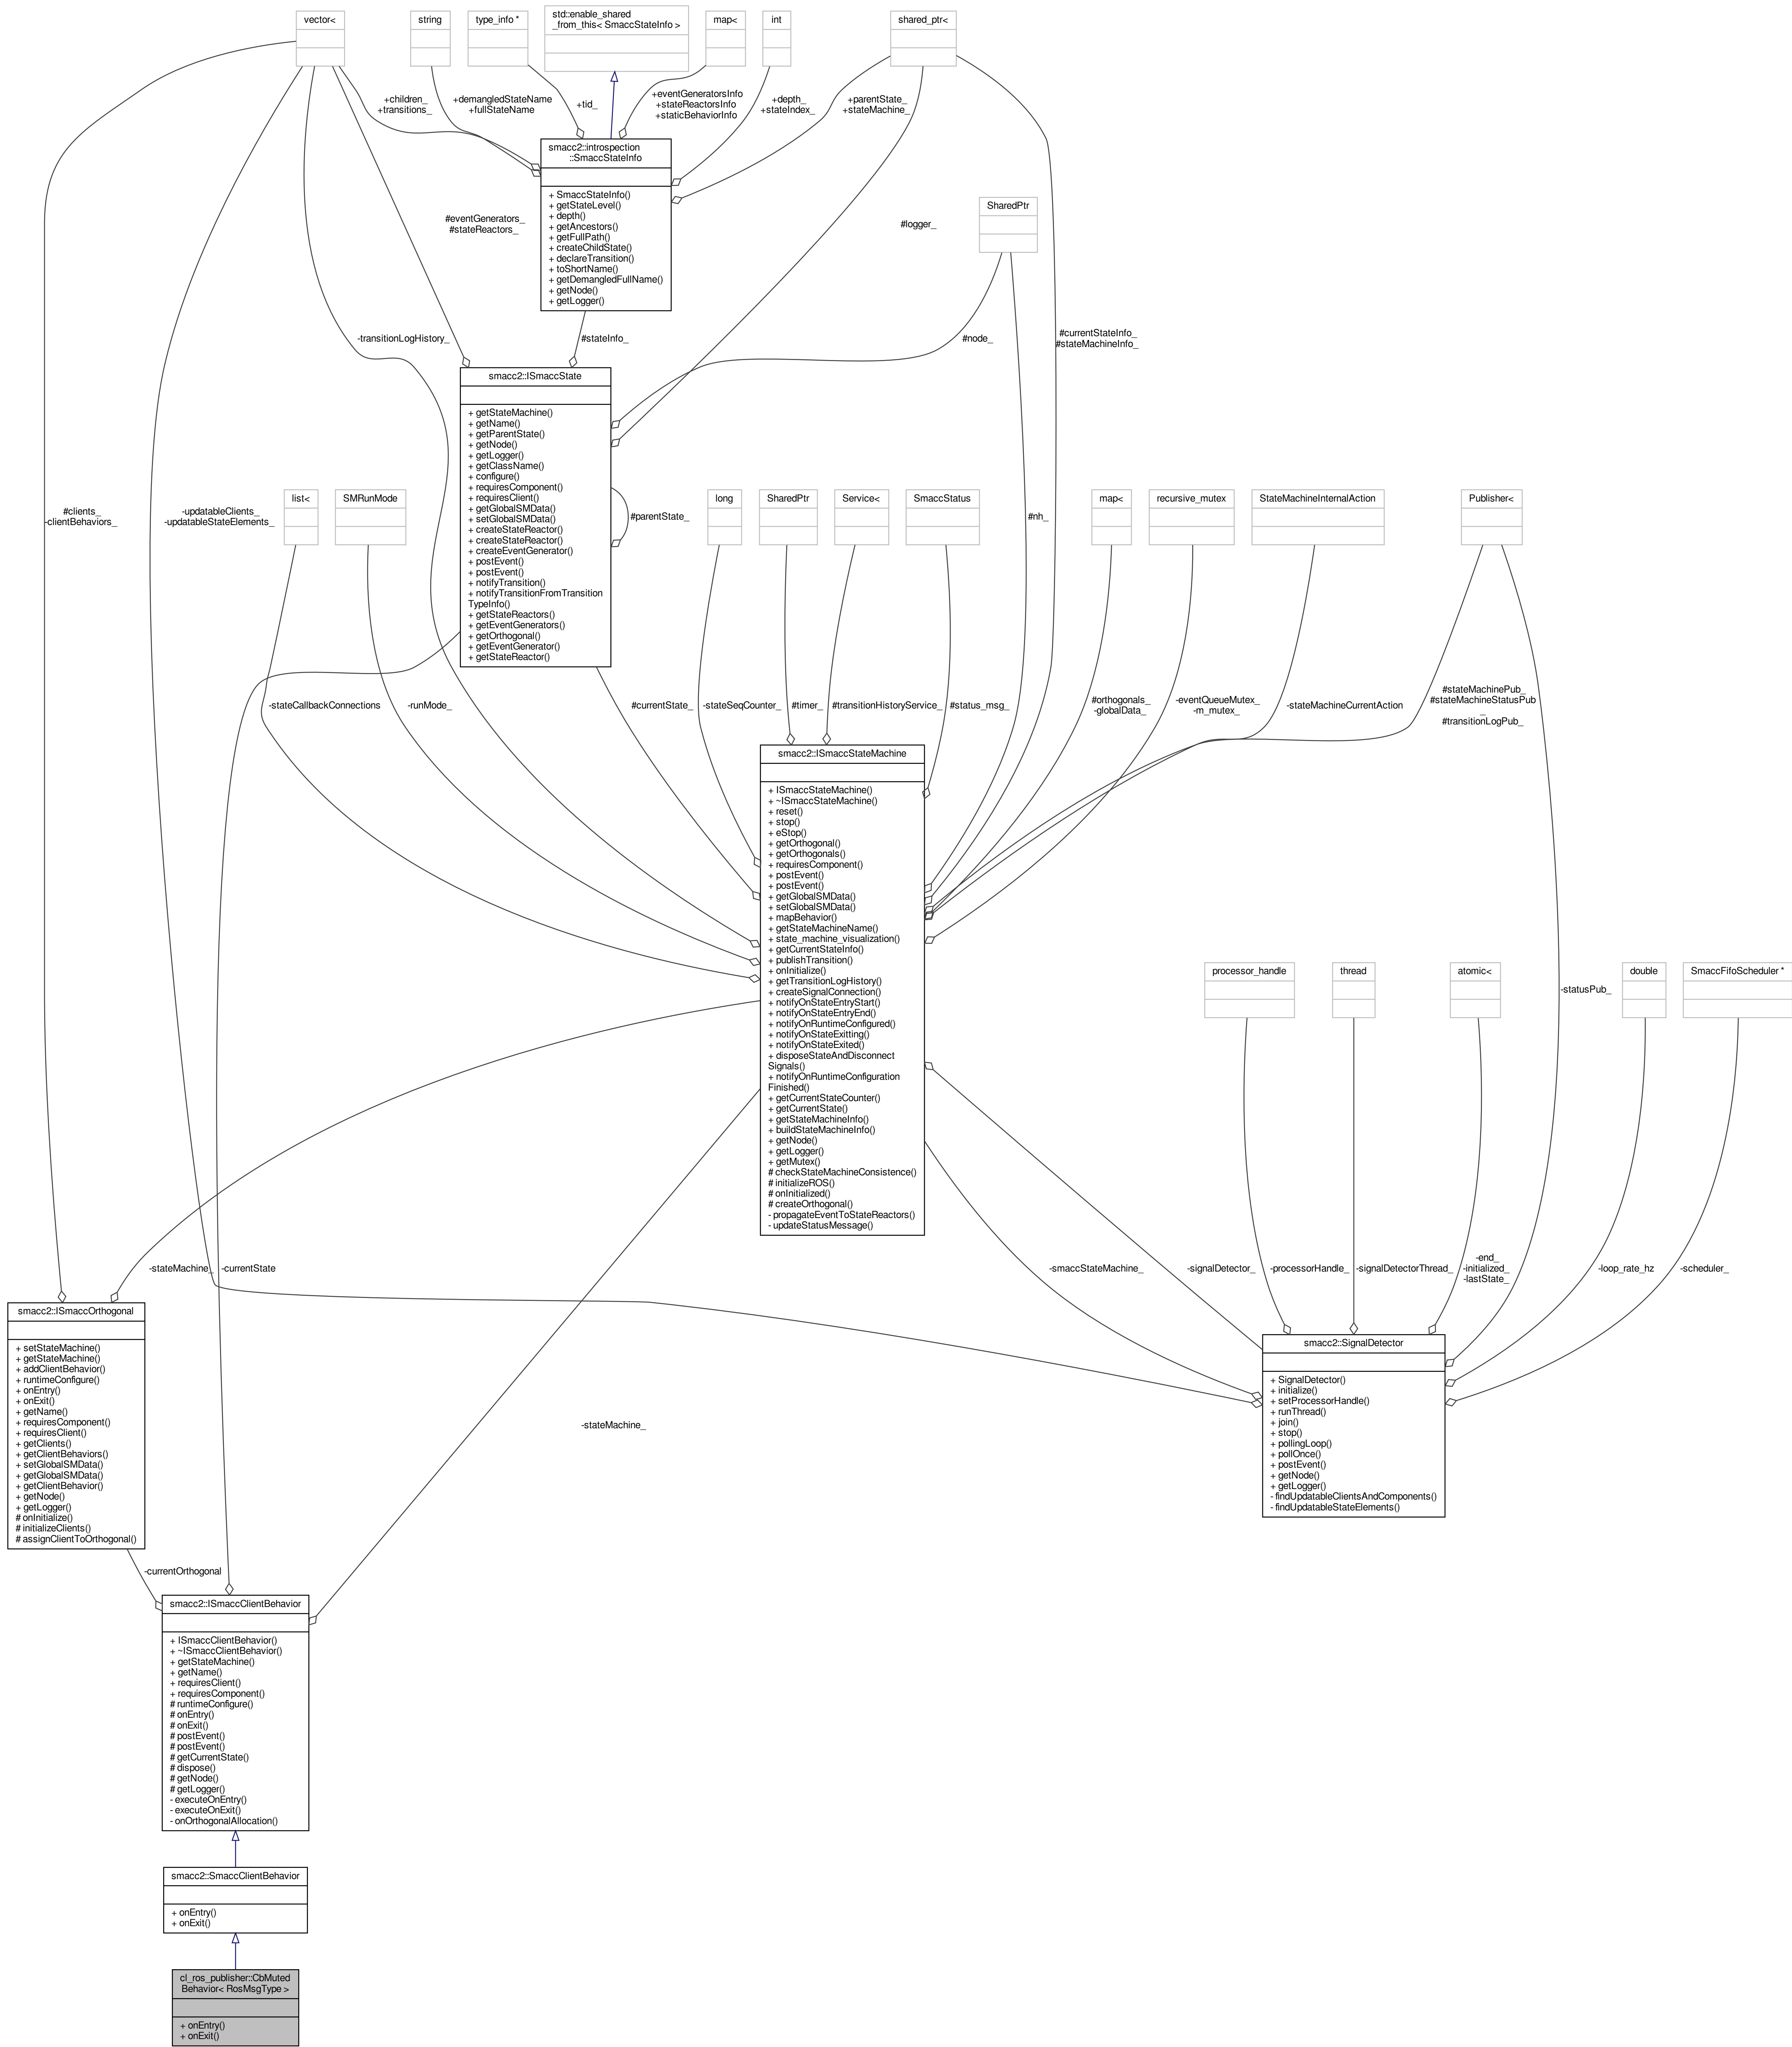 vector<
string
type_info *
std::enable_shared
_from_this< SmaccStateInfo >
map<
int
shared_ptr<
+children_
+transitions_
+demangledStateName
+fullStateName
+tid_
+eventGeneratorsInfo
+stateReactorsInfo
+staticBehaviorInfo
+depth_
+stateIndex_
+parentState_
+stateMachine_
smacc2::introspection
::SmaccStateInfo
+ SmaccStateInfo()
+ getStateLevel()
+ depth()
+ getAncestors()
+ getFullPath()
+ createChildState()
+ declareTransition()
+ toShortName()
+ getDemangledFullName()
+ getNode()
+ getLogger()
SharedPtr
#eventGenerators_
#stateReactors_
#logger_
-transitionLogHistory_
#stateInfo_
#node_
#currentStateInfo_
#stateMachineInfo_
smacc2::ISmaccState
+ getStateMachine()
+ getName()
+ getParentState()
+ getNode()
+ getLogger()
+ getClassName()
+ configure()
+ requiresComponent()
+ requiresClient()
+ getGlobalSMData()
+ setGlobalSMData()
+ createStateReactor()
+ createStateReactor()
+ createEventGenerator()
+ postEvent()
+ postEvent()
+ notifyTransition()
+ notifyTransitionFromTransition
TypeInfo()
+ getStateReactors()
+ getEventGenerators()
+ getOrthogonal()
+ getEventGenerator()
+ getStateReactor()
#clients_
-clientBehaviors_
-updatableClients_
-updatableStateElements_
list<
SMRunMode
#parentState_
long
SharedPtr
Service<
SmaccStatus
#nh_
map<
recursive_mutex
StateMachineInternalAction
Publisher<
-stateCallbackConnections
-runMode_
#currentState_
-stateSeqCounter_
#timer_
#transitionHistoryService_
#status_msg_
#orthogonals_
-globalData_
-eventQueueMutex_
-m_mutex_
-stateMachineCurrentAction
#stateMachinePub_
#stateMachineStatusPub
_
#transitionLogPub_
smacc2::ISmaccStateMachine
+ ISmaccStateMachine()
+ ~ISmaccStateMachine()
+ reset()
+ stop()
+ eStop()
+ getOrthogonal()
+ getOrthogonals()
+ requiresComponent()
+ postEvent()
+ postEvent()
+ getGlobalSMData()
+ setGlobalSMData()
+ mapBehavior()
+ getStateMachineName()
+ state_machine_visualization()
+ getCurrentStateInfo()
+ publishTransition()
+ onInitialize()
+ getTransitionLogHistory()
+ createSignalConnection()
+ notifyOnStateEntryStart()
+ notifyOnStateEntryEnd()
+ notifyOnRuntimeConfigured()
+ notifyOnStateExitting()
+ notifyOnStateExited()
+ disposeStateAndDisconnect
Signals()
+ notifyOnRuntimeConfiguration
Finished()
+ getCurrentStateCounter()
+ getCurrentState()
+ getStateMachineInfo()
+ buildStateMachineInfo()
+ getNode()
+ getLogger()
+ getMutex()
# checkStateMachineConsistence()
# initializeROS()
# onInitialized()
# createOrthogonal()
- propagateEventToStateReactors()
- updateStatusMessage()
processor_handle
thread
atomic<
-statusPub_
double
SmaccFifoScheduler *
-stateMachine_
-currentState
-smaccStateMachine_
-signalDetector_
-processorHandle_
-signalDetectorThread_
-end_
-initialized_
-lastState_
-loop_rate_hz
-scheduler_
smacc2::ISmaccOrthogonal
+ setStateMachine()
+ getStateMachine()
+ addClientBehavior()
+ runtimeConfigure()
+ onEntry()
+ onExit()
+ getName()
+ requiresComponent()
+ requiresClient()
+ getClients()
+ getClientBehaviors()
+ setGlobalSMData()
+ getGlobalSMData()
+ getClientBehavior()
+ getNode()
+ getLogger()
# onInitialize()
# initializeClients()
# assignClientToOrthogonal()
smacc2::SignalDetector
+ SignalDetector()
+ initialize()
+ setProcessorHandle()
+ runThread()
+ join()
+ stop()
+ pollingLoop()
+ pollOnce()
+ postEvent()
+ getNode()
+ getLogger()
- findUpdatableClientsAndComponents()
- findUpdatableStateElements()
-stateMachine_
-currentOrthogonal
smacc2::ISmaccClientBehavior
+ ISmaccClientBehavior()
+ ~ISmaccClientBehavior()
+ getStateMachine()
+ getName()
+ requiresClient()
+ requiresComponent()
# runtimeConfigure()
# onEntry()
# onExit()
# postEvent()
# postEvent()
# getCurrentState()
# dispose()
# getNode()
# getLogger()
- executeOnEntry()
- executeOnExit()
- onOrthogonalAllocation()
smacc2::SmaccClientBehavior
+ onEntry()
+ onExit()
cl_ros_publisher::CbMuted
Behavior< RosMsgType >
+ onEntry()
+ onExit()